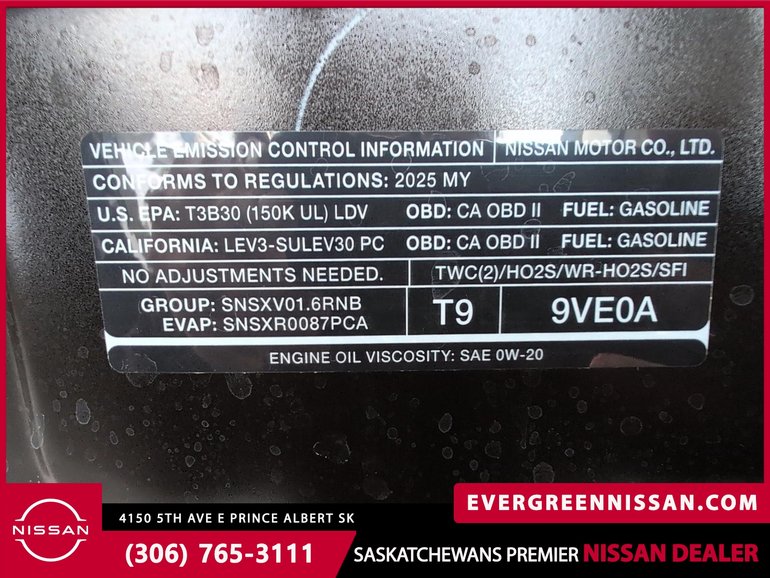 VEHICLE EMISSION CONTROL INFORMATION NISSAN MOTOR CO., LTD.
CONFORMS TO REGULATIONS: 2025 MY
U.S. EPA: T3B30 (150K UL) LDV OBD: CA OBD II FUEL: GASOLINE
CALIFORNIA: LEV3-SULEV30 PC OBD: CA OBD II FUEL: GASOLINE
NO ADJUSTMENTS NEEDED. TWC(2)/HO2S/WR-HO2S/SFI
GROUP: SNSXV01.6RNB
EVAP: SNSXR0087PCA
T9 9VE0A
ENGINE OIL VISCOSITY: SAE 0W-20
NISSAN
4150 5TH AVE E PRINCE ALBERT SK
(306) 765-3111
EVERGREENNISSAN.COM
SASKATCHEWANS PREMIER NISSAN DEALER